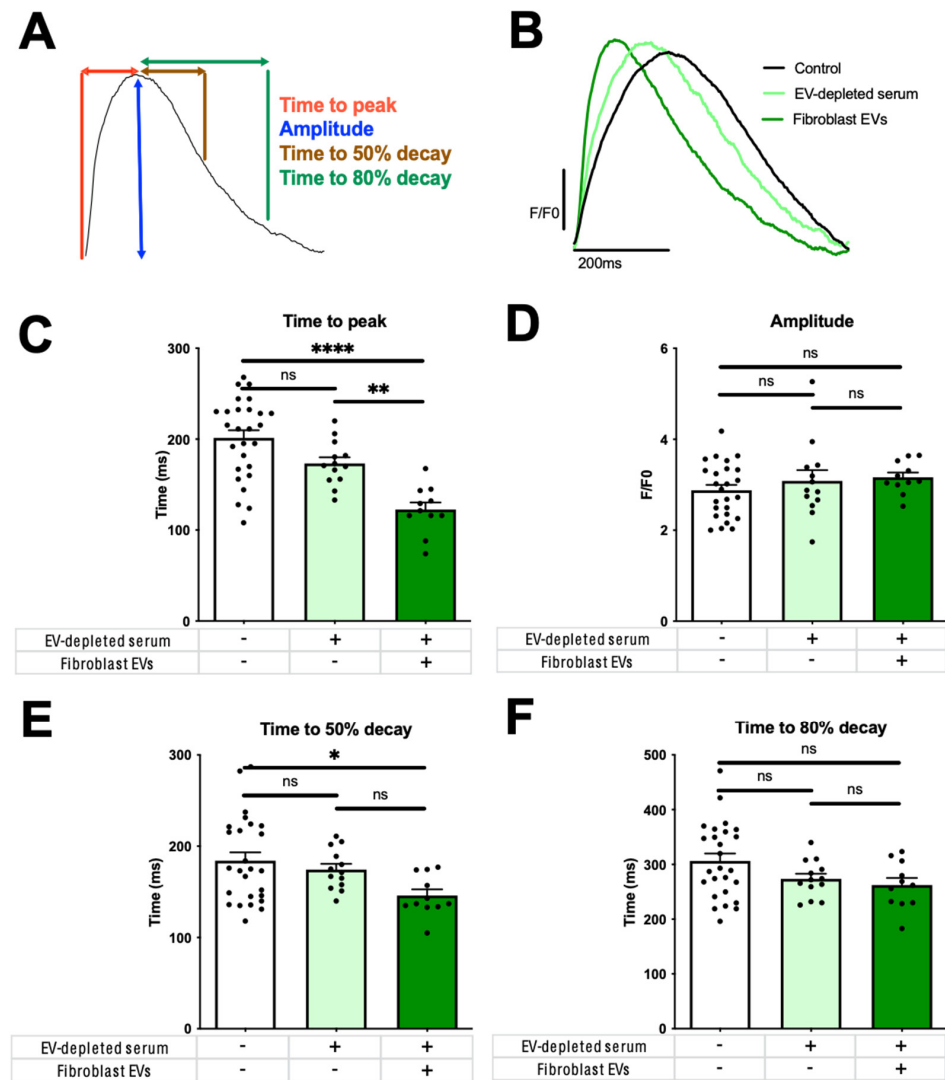 A
Time to peak
Amplitude
Time to 50% decay
Time to 80% decay
B
Control
EV-depleted serum
Fibroblast EVs
F/F0
200ms
C
Time to peak
Time (ms)
300
200
100
0
****
ns
**
EV-depleted serum - + +
Fibroblast EVs - - +
D
Amplitude
F/F0
6
4
2
0
ns
ns
ns
EV-depleted serum - + +
Fibroblast EVs - - +
E
Time to 50% decay
Time (ms)
300
200
100
0
*
ns
ns
EV-depleted serum - + +
Fibroblast EVs - - +
F
Time to 80% decay
Time (ms)
500
400
300
200
100
0
ns
ns
ns
EV-depleted serum - + +
Fibroblast EVs - - +